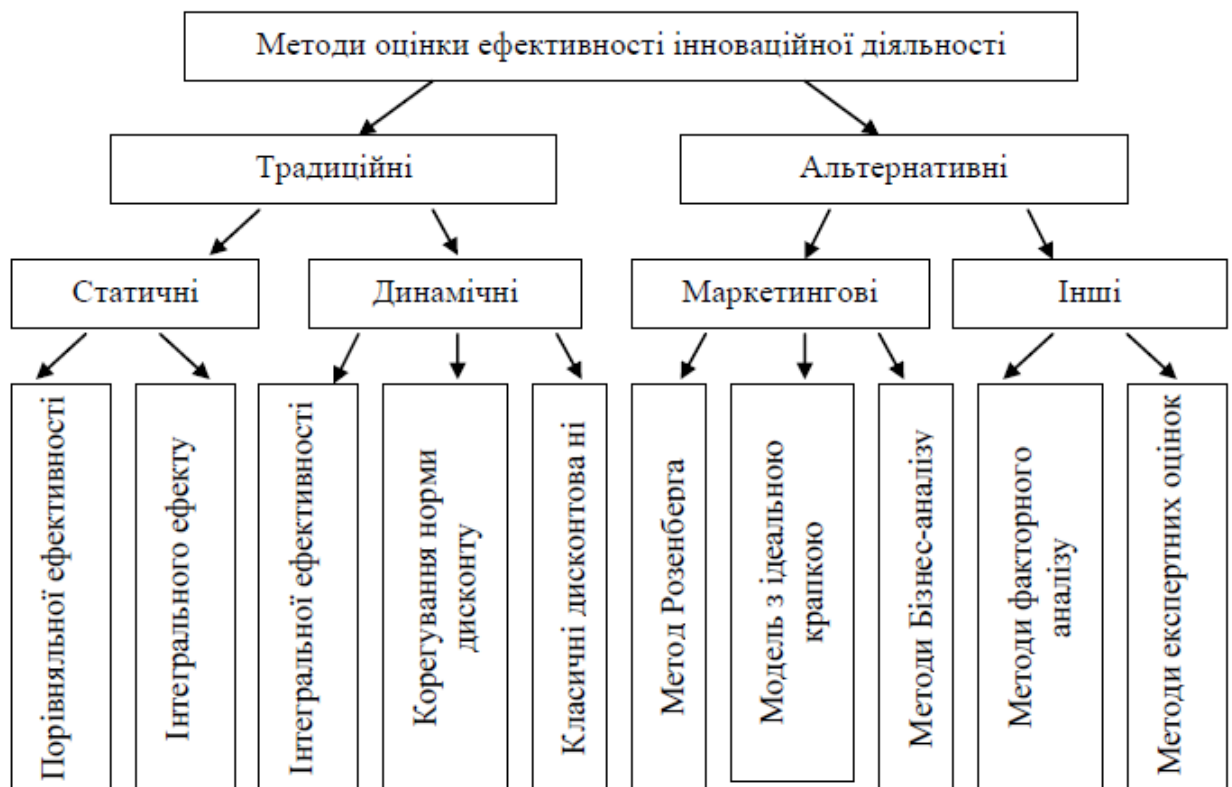 Методи оцінки ефективності інноваційної діяльності
Традиційні
Альтернативні
Статичні
Динамічні
Маркетингові
Інші
Порівняльної ефективності
Інтегрального ефекту
Інтегральної ефективності
Корегування норми
дисконту
Класичні дисконтова ні
Метод Розенберга
Модель з ідеальною
крапкою
Методи Бізнес-аналізу
Методи факторного
аналізу
Методи експертних оцінок